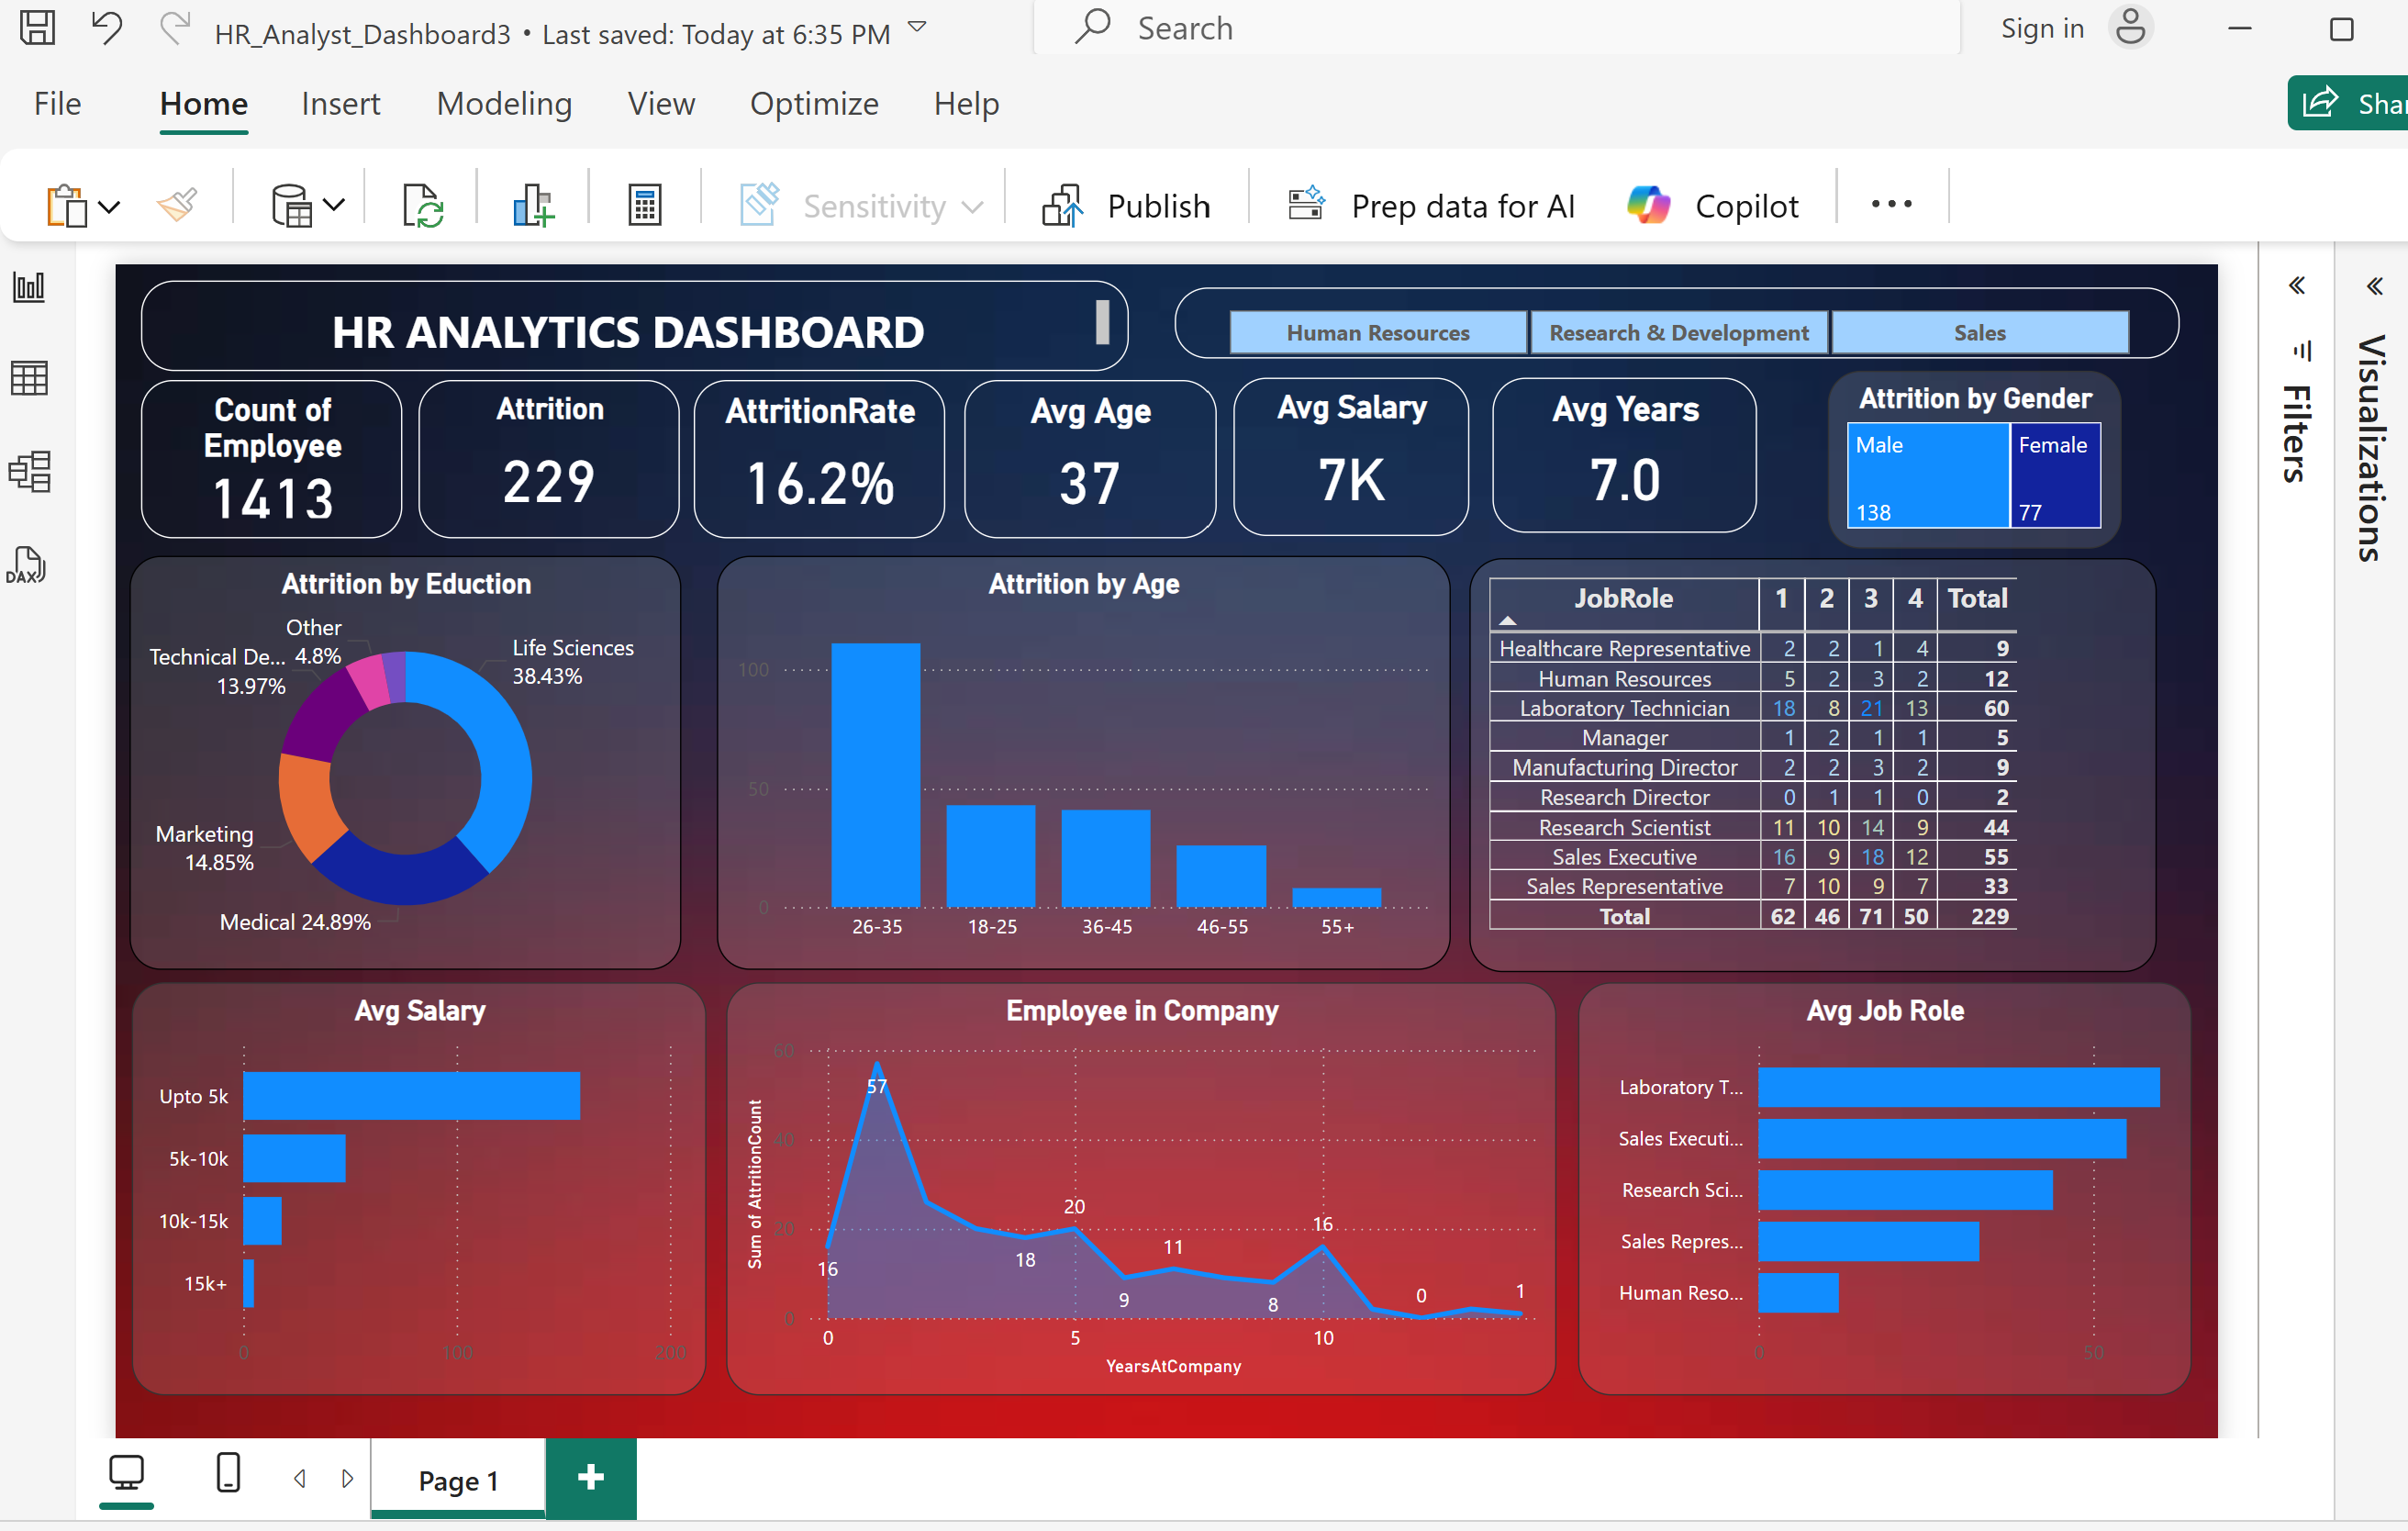 HR_Analyst_Dashboard3 • Last saved: Today at 6:35 PM
Search
Sign in
File Home Insert Modeling View Optimize Help
Shar
Sensitivity Publish Prep data for AI Copilot
DAX
HR ANALYTICS DASHBOARD
Human Resources Research & Development Sales
Count of
Employee
1413
Attrition
229
AttritionRate
16.2%
Avg Age
37
Avg Salary
7K
Avg Years
7.0
Attrition by Gender
Male Female
138 77
Filters
Visualizations
Attrition by Eduction
Other
4.8%
Technical De...
13.97%
Life Sciences
38.43%
Marketing
14.85%
Medical 24.89%
Attrition by Age
100
50
0
26-35 18-25 36-45 46-55 55+
JobRole 1 2 3 4 Total
Healthcare Representative 2 2 1 4 9
Human Resources 5 2 3 2 12
Laboratory Technician 18 8 21 13 60
Manager 1 2 1 1 5
Manufacturing Director 2 2 3 2 9
Research Director 0 1 1 0 2
Research Scientist 11 10 14 9 44
Sales Executive 16 9 18 12 55
Sales Representative 7 10 9 7 33
Total 62 46 71 50 229
Avg Salary
Upto 5k
5k-10k
10k-15k
15k+
0 100 200
Employee in Company
Sum of AttritionCount
60
40
20
0
57
16
18
20
9
11
8
16
0
1
0 5 10
YearsAtCompany
Avg Job Role
Laboratory T...
Sales Executi...
Research Sci...
Sales Repres...
Human Reso...
0 50
Page 1